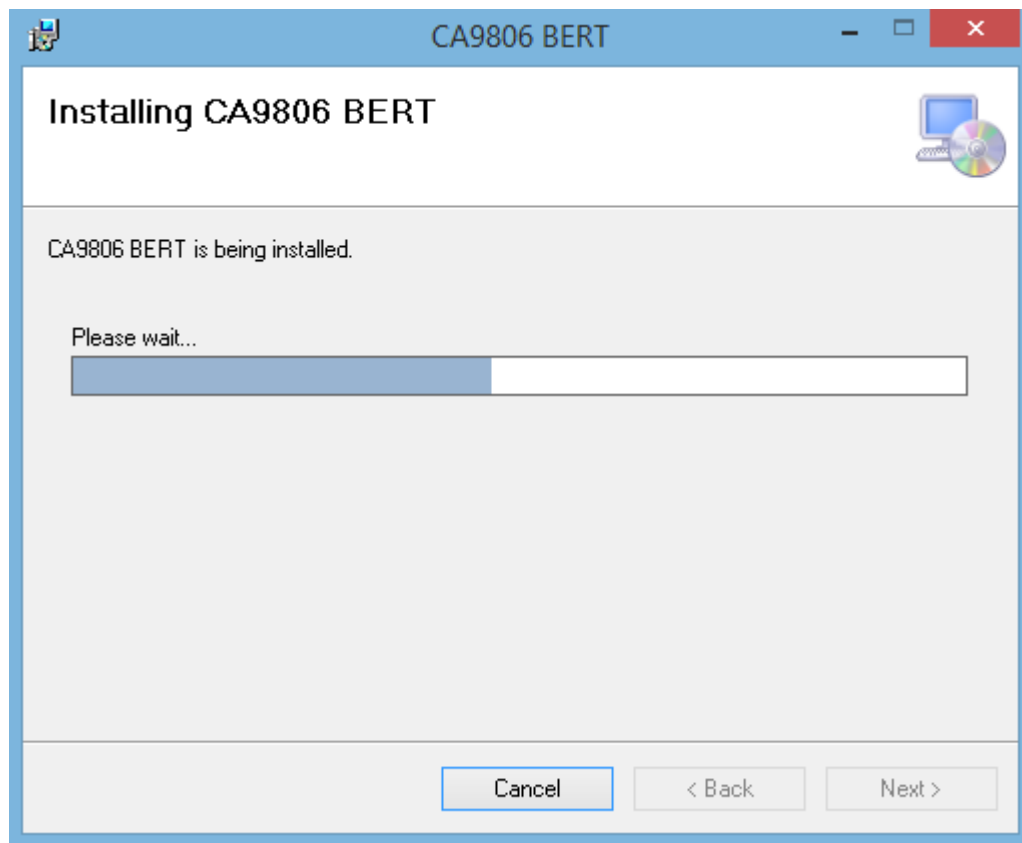 CA9806 BERT
Installing CA9806 BERT
CA9806 BERT is being installed.
Please wait...
Cancel
< Back
Next >